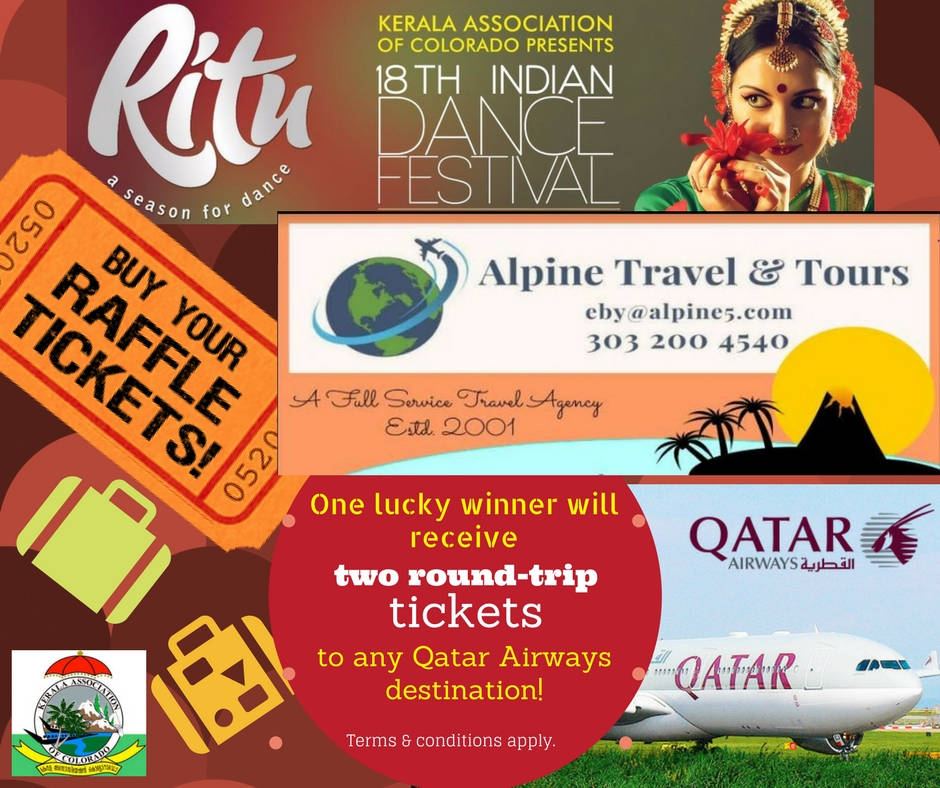 Ritu
a season for dance
KERALA ASSOCIATION
OF COLORADO PRESENTS
18TH INDIAN
DANCE
FESTIVAL
0520
BUY YOUR
RAFFLE
TICKETS!
0520
Alpine Travel & Tours
eby@alpine5.com
303 200 4540
A Full Service Travel Agency
Estd. 2001
One lucky winner will
receive
two round-trip
tickets
to any Qatar Airways
destination!
Terms & conditions apply.
QATAR
AIRWAYS القطرية
QATAR
KERALA ASSOCIATION
OF COLORADO